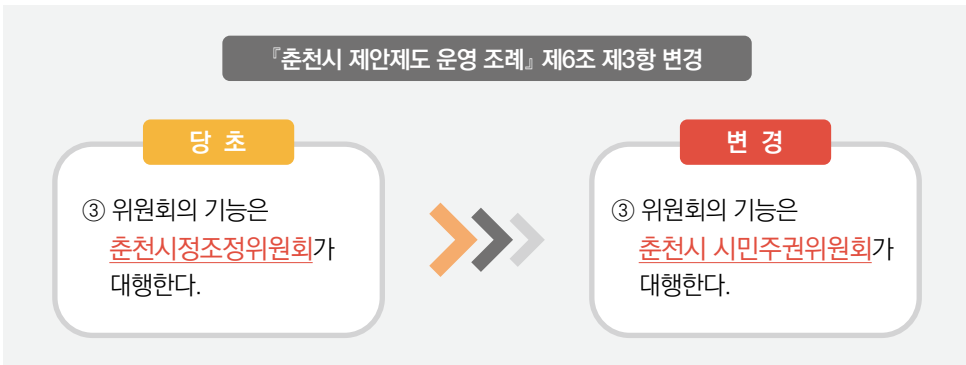 『춘천시 제안제도 운영 조례』 제6조 제3항 변경
당 초
③ 위원회의 기능은
춘천시정조정위원회가
대행한다.
변 경
③ 위원회의 기능은
춘천시 시민주권위원회가
대행한다.